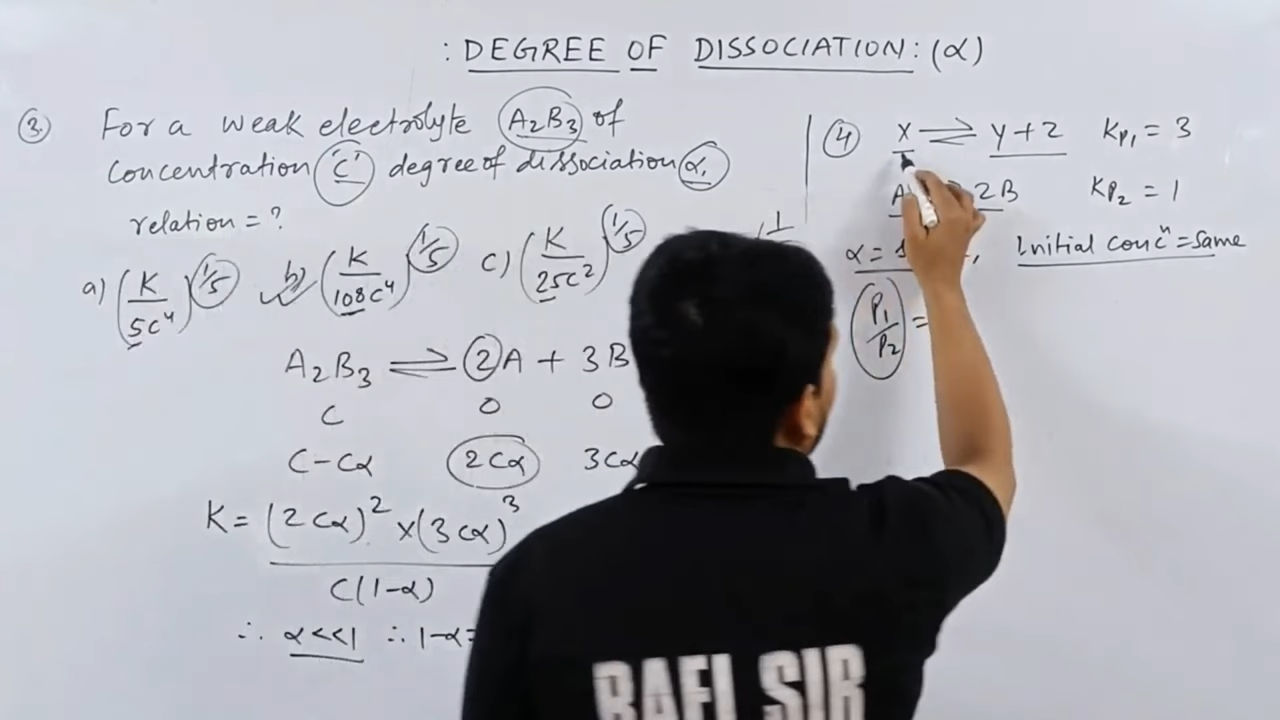 : DEGREE OF DISSOCIATION : (α)
3. For a weak electrolyte A2B3 of
Concentration 'C' degree of dissociation α,
relation = ?
a) (K/5C⁴)^1/5 b) (K/108C⁴)^1/5 c) (K/25C²)^1/5
A2B3 ⇌ 2A + 3B
C 0 0
C-Cα 2Cα 3Cα
K = (2Cα)² × (3Cα)³
C(1-α)
∴ α<<1 ∴ 1-α=
4 X ⇌ Y+Z Kp1 = 3
A 2B Kp2 = 1
α = Initial concⁿ = Same
P1/P2 =
RAFI SIR